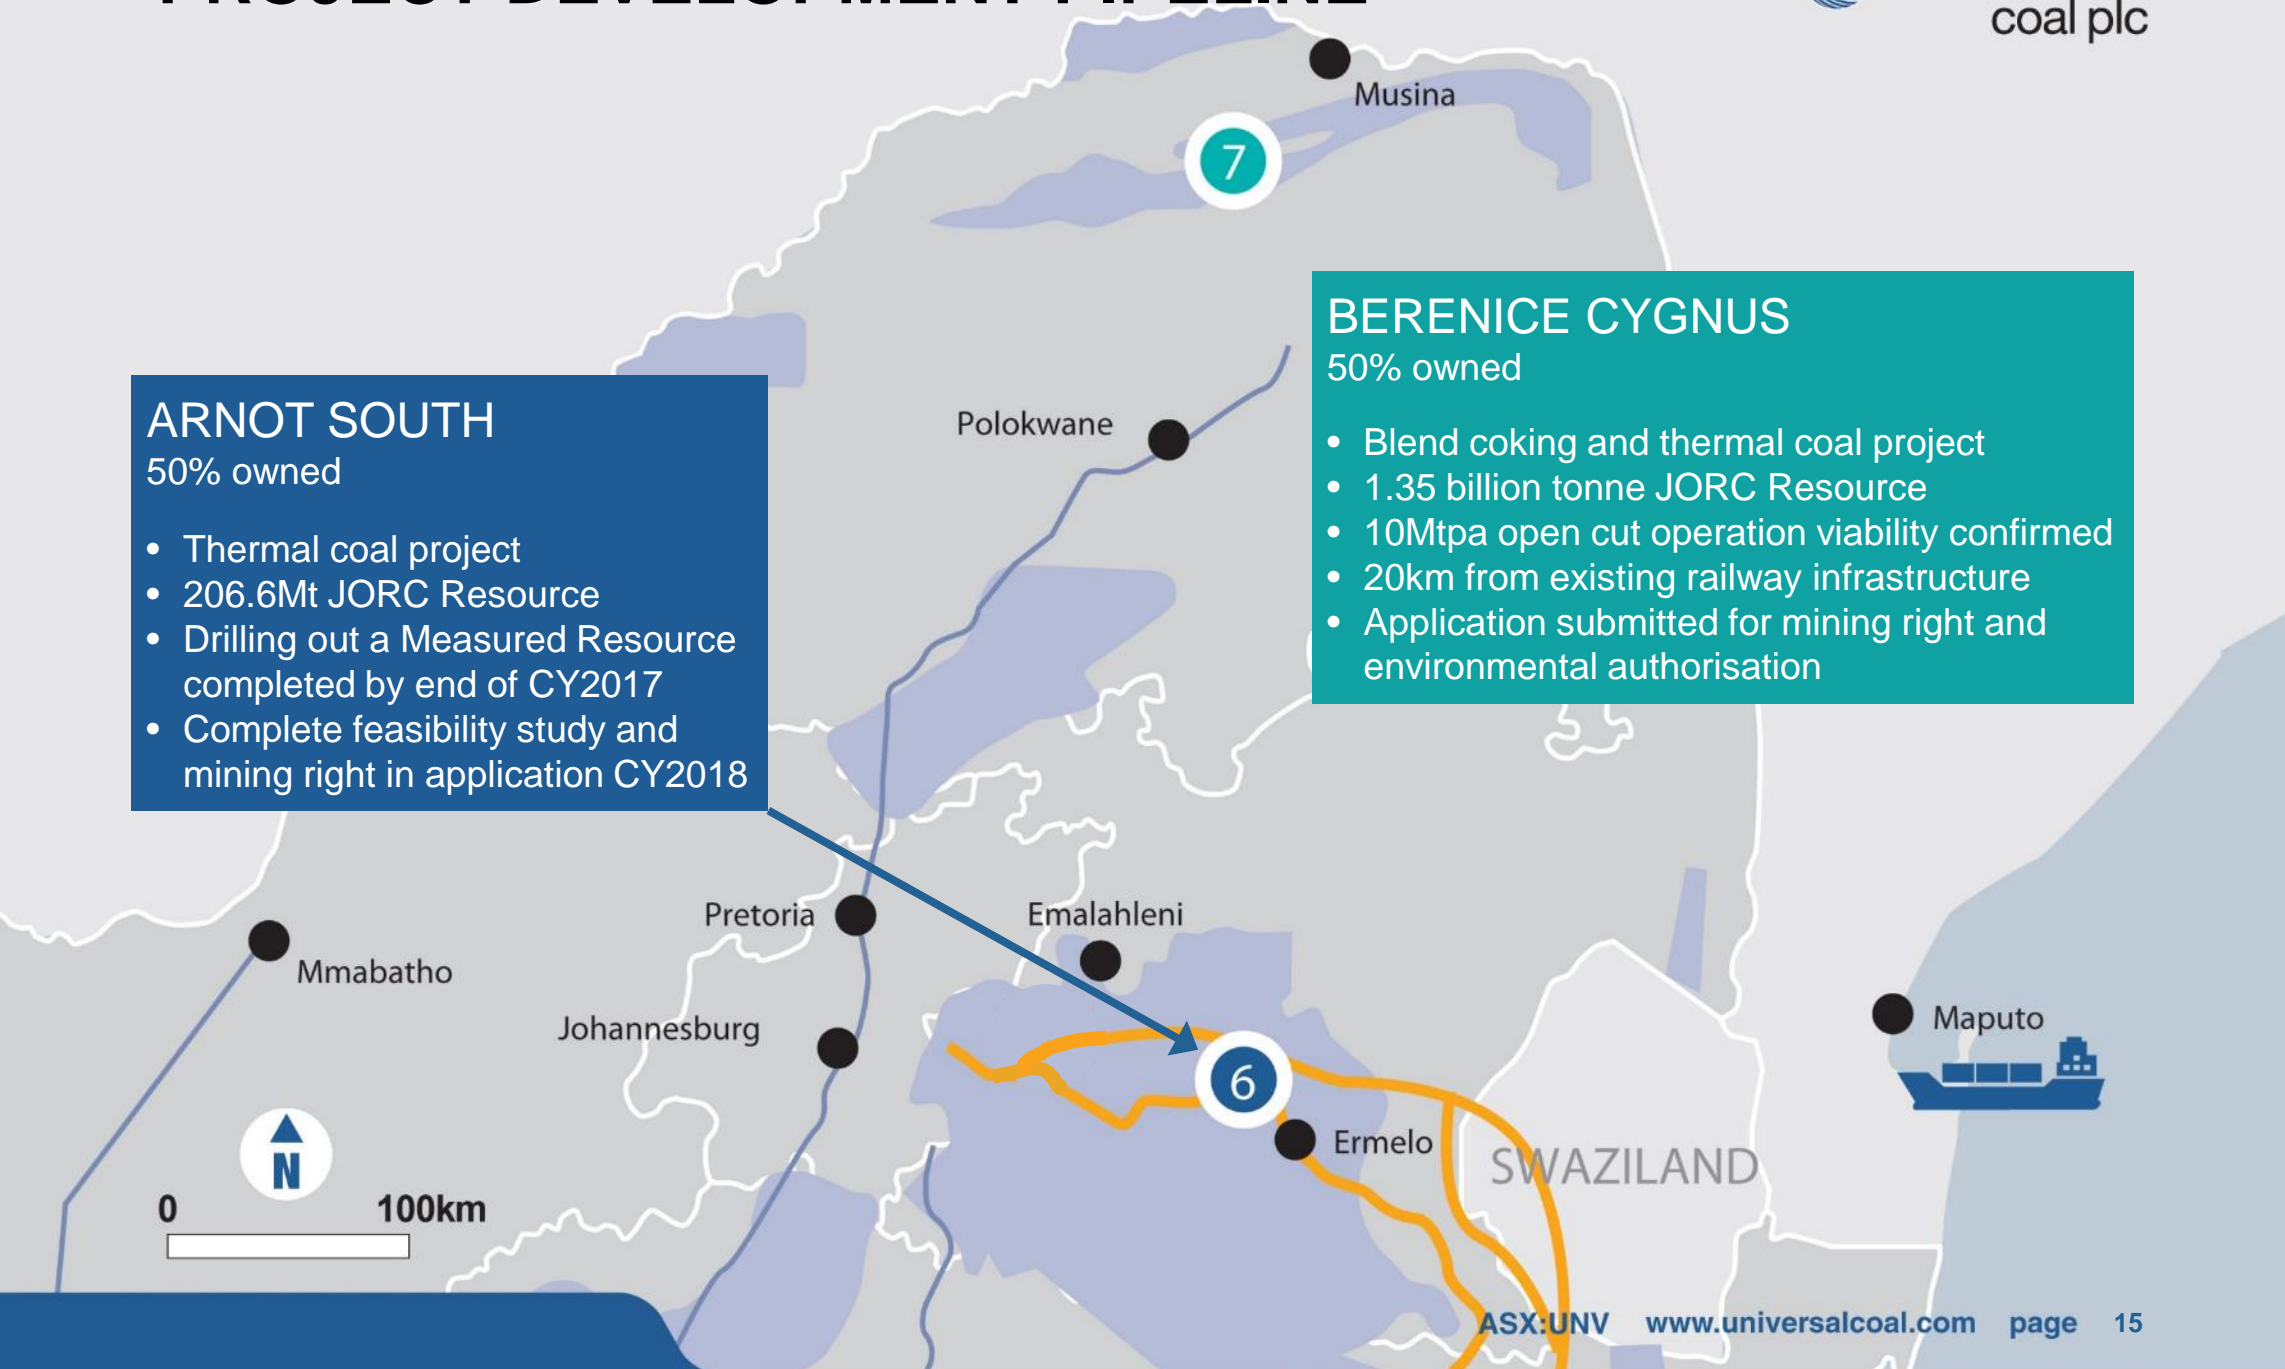 PROJECT DEVELOPMENT PIPELINE
coal plc
Musina
7
BERENICE CYGNUS
50% owned
• Blend coking and thermal coal project
• 1.35 billion tonne JORC Resource
• 10Mtpa open cut operation viability confirmed
• 20km from existing railway infrastructure
• Application submitted for mining right and
environmental authorisation
ARNOT SOUTH
50% owned
• Thermal coal project
• 206.6Mt JORC Resource
• Drilling out a Measured Resource
completed by end of CY2017
• Complete feasibility study and
mining right in application CY2018
Polokwane
Pretoria
Emalahleni
Mmabatho
Johannesburg
Maputo
6
Ermelo
SWAZILAND
N
0 100km
ASX:UNV www.universalcoal.com page 15